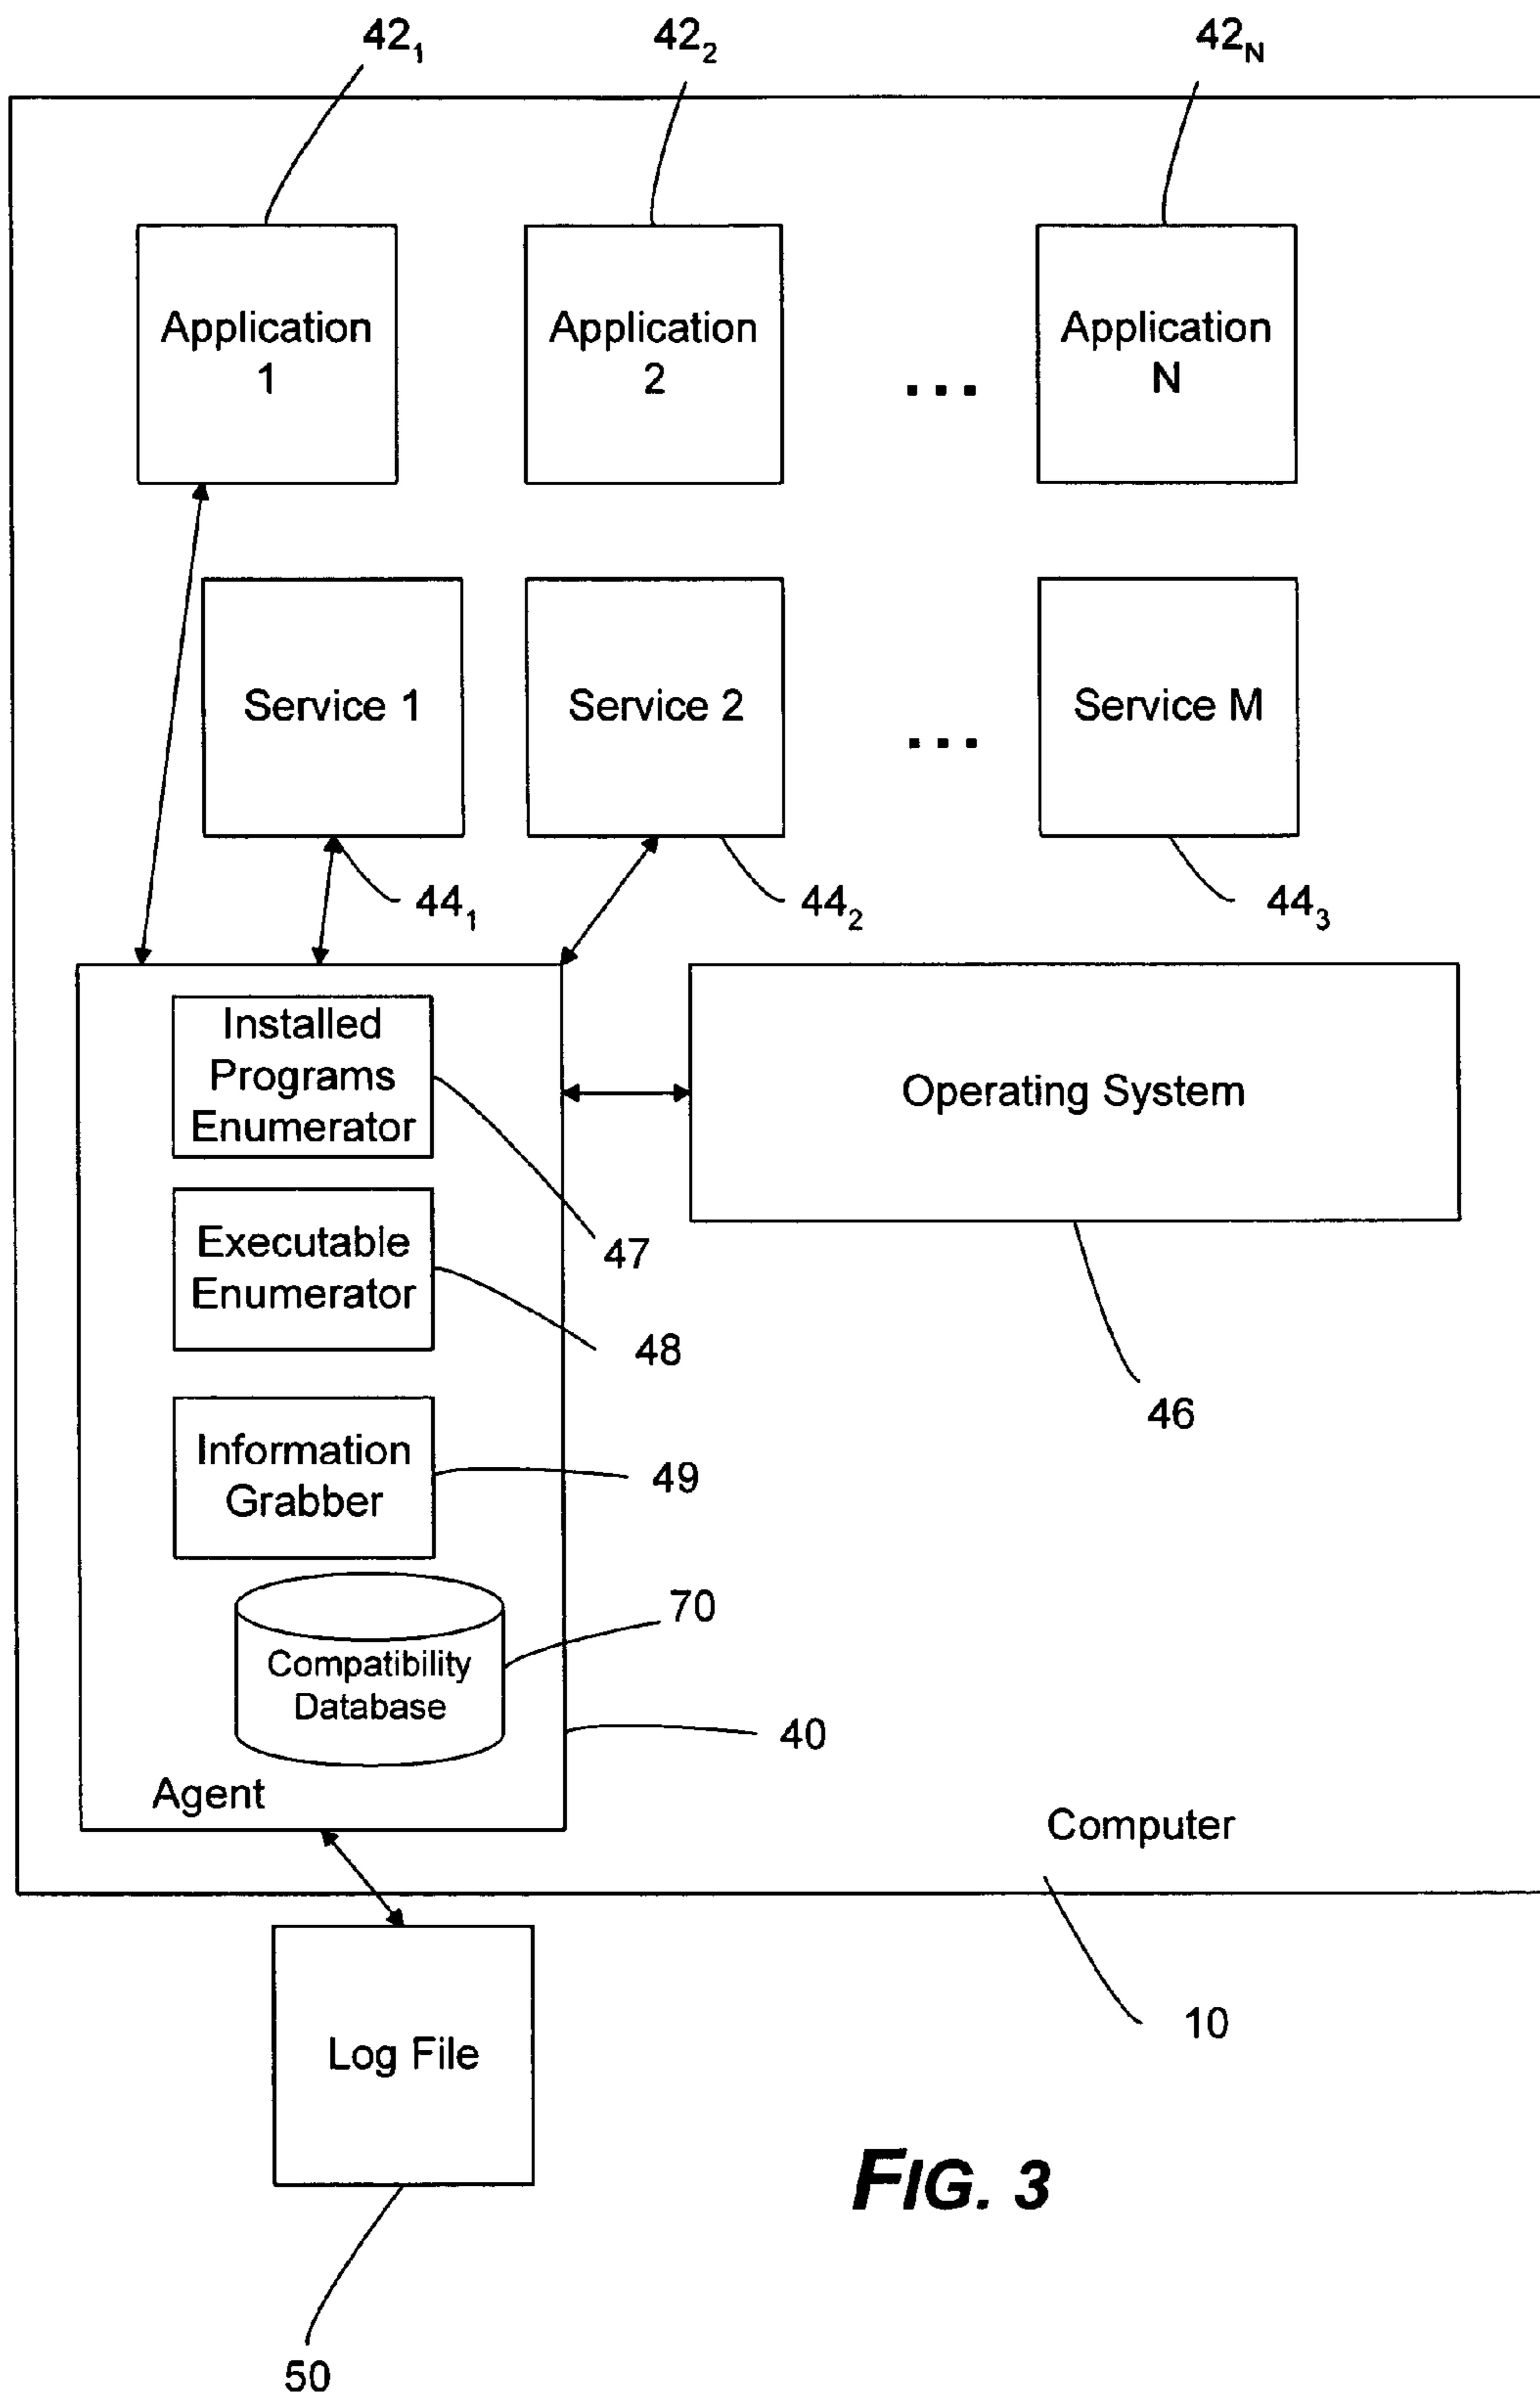 42₁ 42₂ 42N
Application
1
Application
2
...
Application
N
Service 1
Service 2
...
Service M
44₁ 44₂ 44₃
Installed
Programs
Enumerator
Operating System
47
Executable
Enumerator
48
46
Information
Grabber
49
70
Compatibility
Database
40
Agent
Computer
10
Log File
FIG. 3
50